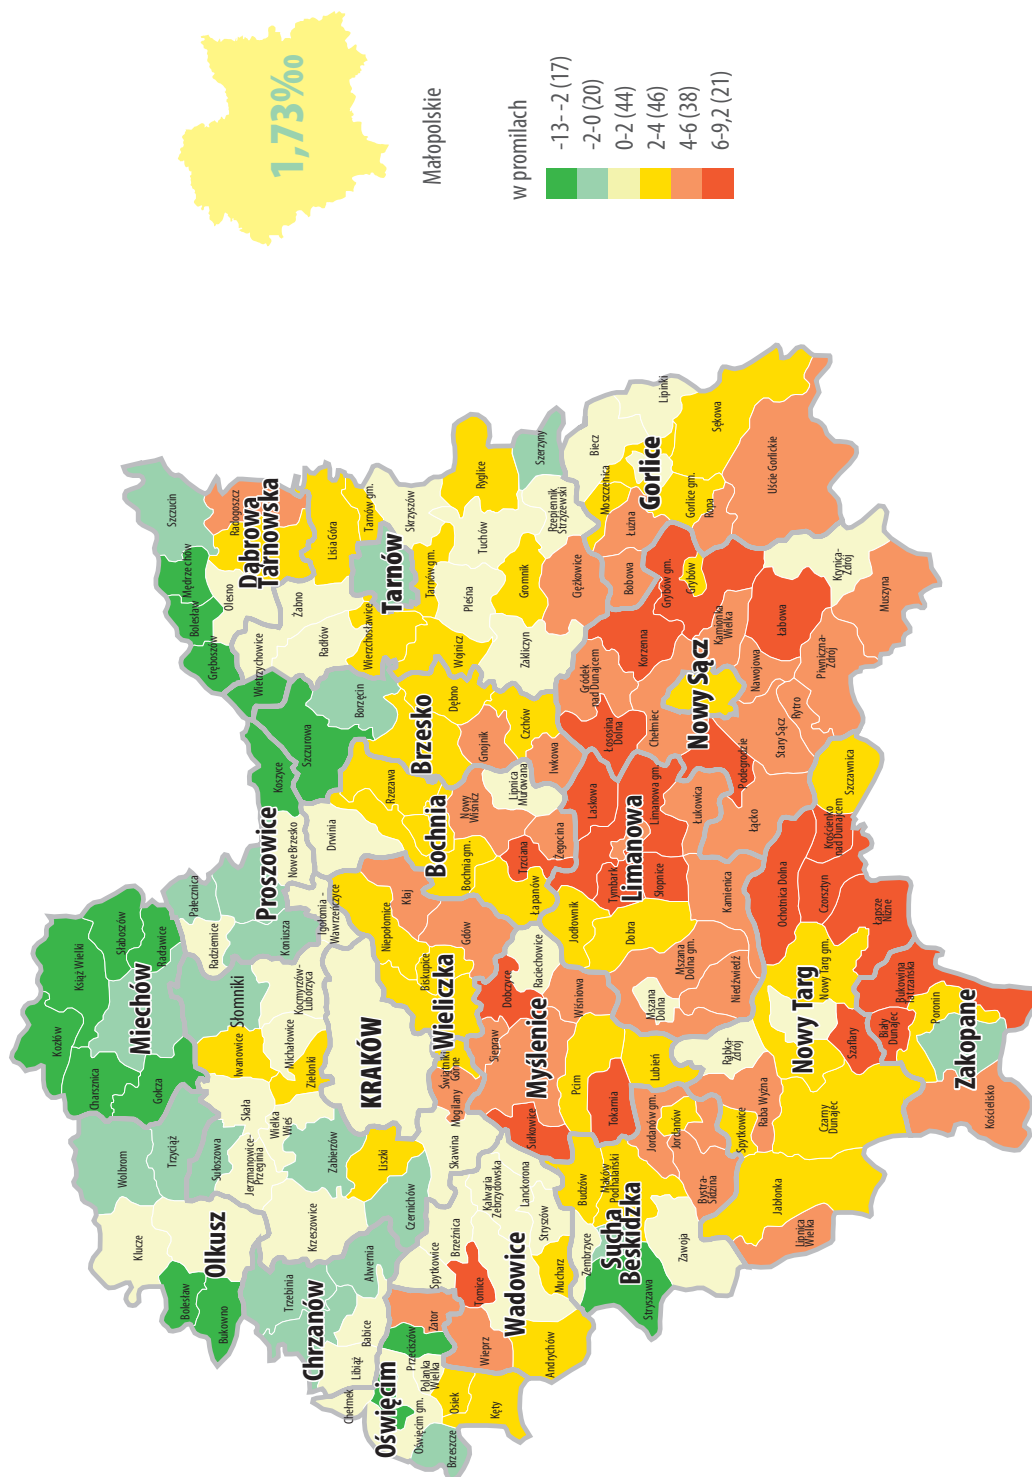 1,73‰
Małopolskie
w promilach
-13--2 (17)
-2-0 (20)
0-2 (44)
2-4 (46)
4-6 (38)
6-9,2 (21)
Kozłów
Książ Wielki
Charsznica
Miechów
Słaboszów
Racławice
Gołcza
Wolbrom
Trzyciąż
Klucze
Olkusz
Bolesław
Bukowno
Sułoszowa
Skała
Jerzmanowice-
Przeginia
Wielka
Wieś
Krzeszowice
Zabierzów
Liszki
Czernichów
Iwanowice
Słomniki
Michałowice
Zielonki
Kocmyrzów-
Luborzyca
KRAKÓW
Skawina
Mogilany
Świątniki
Górne
Igołomia -
Wawrzeńczyce
Pałecznica
Radziemice
Proszowice
Koniusza
Nowe Brzesko
Koszyce
Trzebinia
Chrzanów
Alwernia
Babice
Libiąż
Chełmek
Oświęcim
Oświęcim gm.
Przeciszów
Zator
Polanka
Wielka
Osiek
Kęty
Brzeszcze
Spytkowice
Brzeźnica
Tomice
Wieprz
Wadowice
Andrychów
Mucharz
Stryszów
Lanckorona
Kalwaria
Zebrzydowska
Zembrzyce
Budzów
Maków
Podhalański
Sucha
Beskidzka
Stryszawa
Zawoja
Bystra-
Sidzina
Jordanów gm.
Jordanów
Niepołomice
Kłaj
Biskupice
Wieliczka
Gdów
Dobczyce
Siepraw
Raciechowice
Myślenice
Wiśniowa
Sułkowice
Pcim
Tokarnia
Lubień
Drwinia
Rzezawa
Bochnia
Bochnia gm.
Nowy
Wiśnicz
Lipnica
Murowana
Trzciana
Żegocina
Łapanów
Szczurowa
Borzęcin
Brzesko
Dębno
Gnojnik
Czchów
Iwkowa
Szczucin
Mędrzechów
Bolesław
Gręboszów
Olesno
Radogoszcz
Dąbrowa
Tarnowska
Wietrzychowice
Żabno
Radłów
Lisia Góra
Tarnów gm.
Wierzchosławice
Tarnów
Skrzyszów
Tarnów gm.
Wojnicz
Pleśna
Tuchów
Ryglice
Szerzyny
Rzepiennik
Strzyżewski
Gromnik
Zakliczyn
Ciężkowice
Biecz
Lipinki
Moszczenica
Gorlice
Łużna
Gorlice gm.
Sękowa
Ropa
Uście Gorlickie
Bobowa
Grybów gm.
Grybów
Korzenna
Gródek
nad Dunajcem
Łososina
Dolna
Chełmiec
Nowy Sącz
Kamionka
Wielka
Łabowa
Krynica-
Zdrój
Muszyna
Nawojowa
Piwniczna-
Zdrój
Rytro
Stary Sącz
Podegrodzie
Łącko
Laskowa
Limanowa gm.
Limanowa
Łukowica
Tymbark
Słopnice
Kamienica
Jodłownik
Dobra
Mszana
Dolna gm.
Mszana
Dolna
Niedźwiedź
Szczawnica
Krościenko
nad Dunajcem
Ochotnica Dolna
Czorsztyn
Łapsze
Niżne
Nowy Targ gm.
Nowy Targ
Rabka-
Zdrój
Raba Wyżna
Spytkowice
Czarny
Dunajec
Jabłonka
Lipnica
Wielka
Szaflary
Biały
Dunajec
Bukowina
Tatrzańska
Poronin
Zakopane
Kościelisko